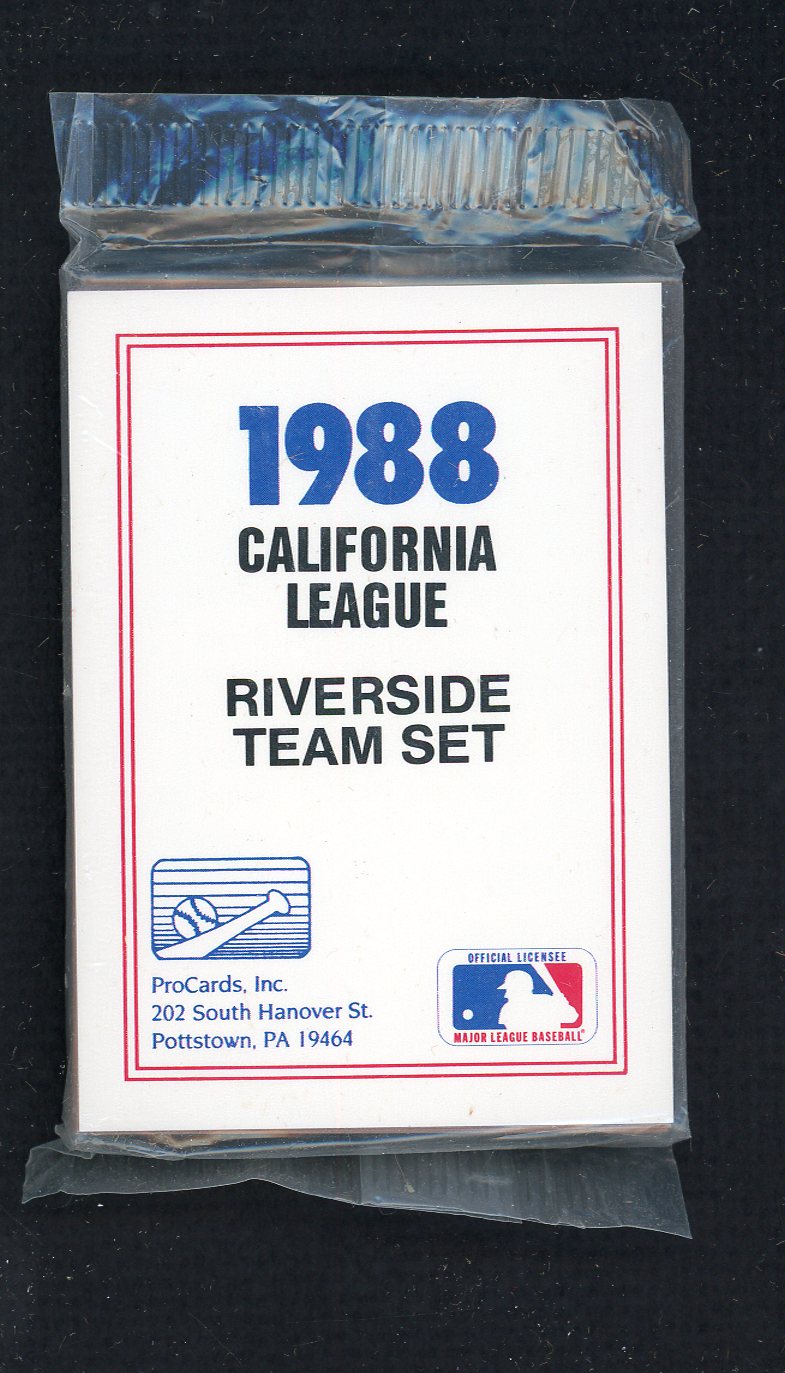 1988
CALIFORNIA
LEAGUE
RIVERSIDE
TEAM SET
ProCards, Inc.
202 South Hanover St.
Pottstown, PA 19464
OFFICIAL LICENSEE
MAJOR LEAGUE BASEBALL®